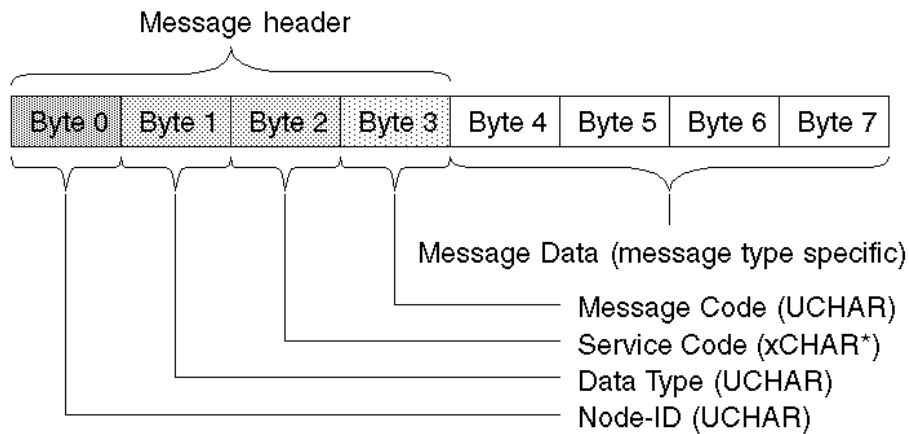 Message header
Byte 0 Byte 1 Byte 2 Byte 3 Byte 4 Byte 5 Byte 6 Byte 7
Message Data (message type specific)
Message Code (UCHAR)
Service Code (xCHAR*)
Data Type (UCHAR)
Node-ID (UCHAR)